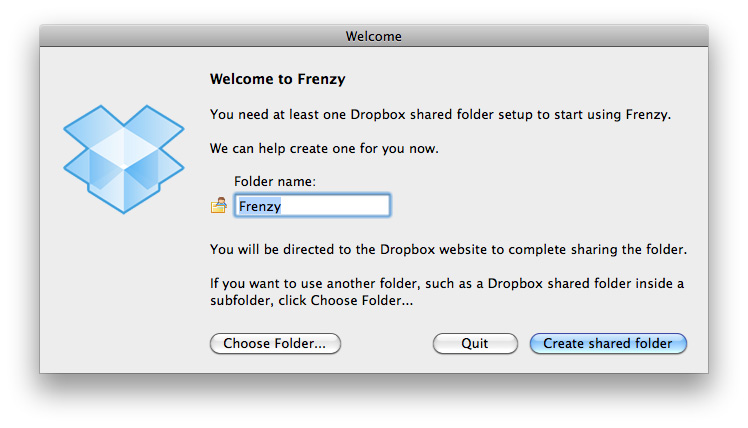 Welcome
Welcome to Frenzy
You need at least one Dropbox shared folder setup to start using Frenzy.
We can help create one for you now.
Folder name:
Frenzy
You will be directed to the Dropbox website to complete sharing the folder.
If you want to use another folder, such as a Dropbox shared folder inside a
subfolder, click Choose Folder...
Choose Folder... Quit Create shared folder